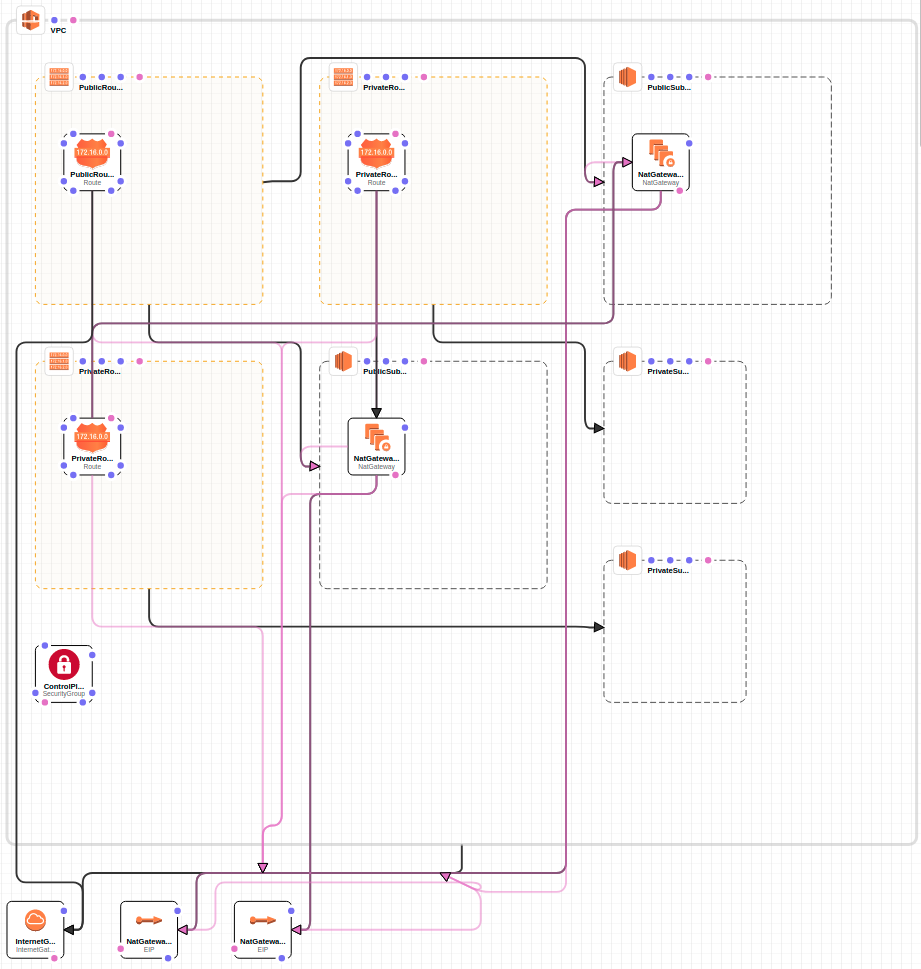 VPC
PublicRou...
PrivateRo...
PublicSub...
172.16.0.0
PublicRou...
Route
172.16.0.0
PrivateRo...
Route
NatGatewa...
NatGateway
PrivateRo...
PublicSub...
PrivateSu...
172.16.0.0
PrivateRo...
Route
NatGatewa...
NatGateway
PrivateSu...
ControlPl...
SecurityGroup
InternetG...
InternetGat...
NatGatewa...
EIP
NatGatewa...
EIP